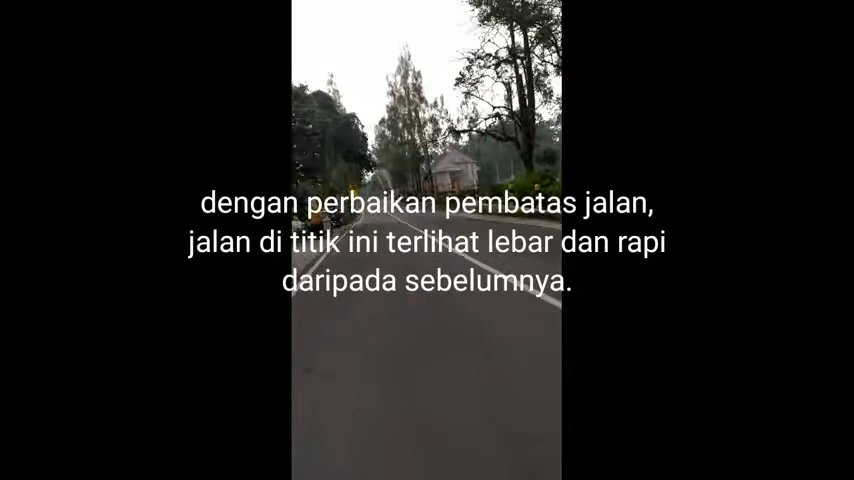 dengan perbaikan pembatas jalan,
jalan di titik ini terlihat lebar dan rapi
daripada sebelumnya.